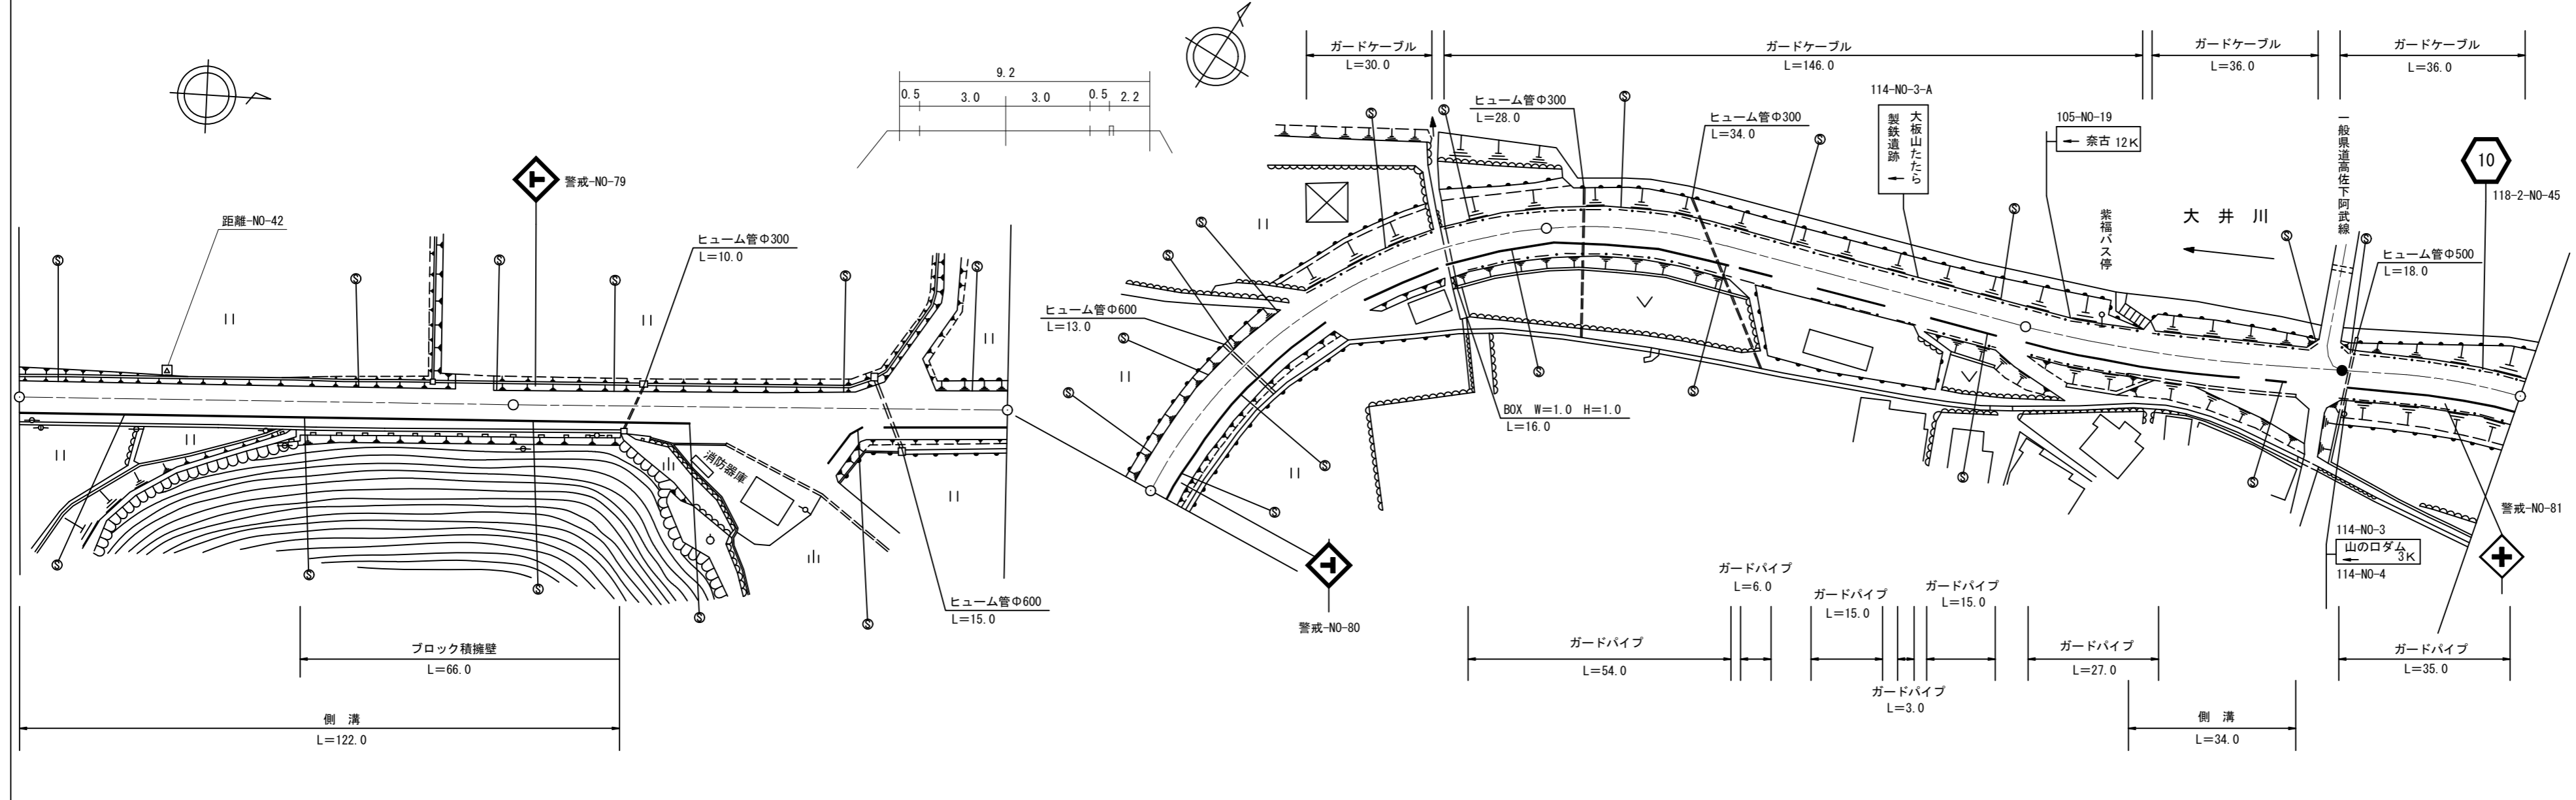 距離-NO-42
警戒-NO-79
ヒューム管Φ300
L=10.0
9.2
0.5 3.0 3.0 0.5 2.2
消防器庫
ヒューム管Φ600
L=15.0
ブロック積擁壁
L=66.0
側 溝
L=122.0
ガードケーブル
L=30.0
ガードケーブル
L=146.0
ガードケーブル
L=36.0
ガードケーブル
L=36.0
ヒューム管Φ300
L=28.0
ヒューム管Φ300
L=34.0
114-NO-3-A
大板山たたら
製鉄遺跡
←
105-NO-19
← 奈古 12K
紫福バス停
大 井 川
一般県道高佐下阿武線
10
118-2-NO-45
ヒューム管Φ500
L=18.0
ヒューム管Φ600
L=13.0
BOX W=1.0 H=1.0
L=16.0
警戒-NO-80
警戒-NO-81
114-NO-3
山の口ダム
← 3K
114-NO-4
ガードパイプ
L=54.0
ガードパイプ
L=6.0
ガードパイプ
L=15.0
ガードパイプ
L=3.0
ガードパイプ
L=15.0
ガードパイプ
L=27.0
ガードパイプ
L=35.0
側 溝
L=34.0